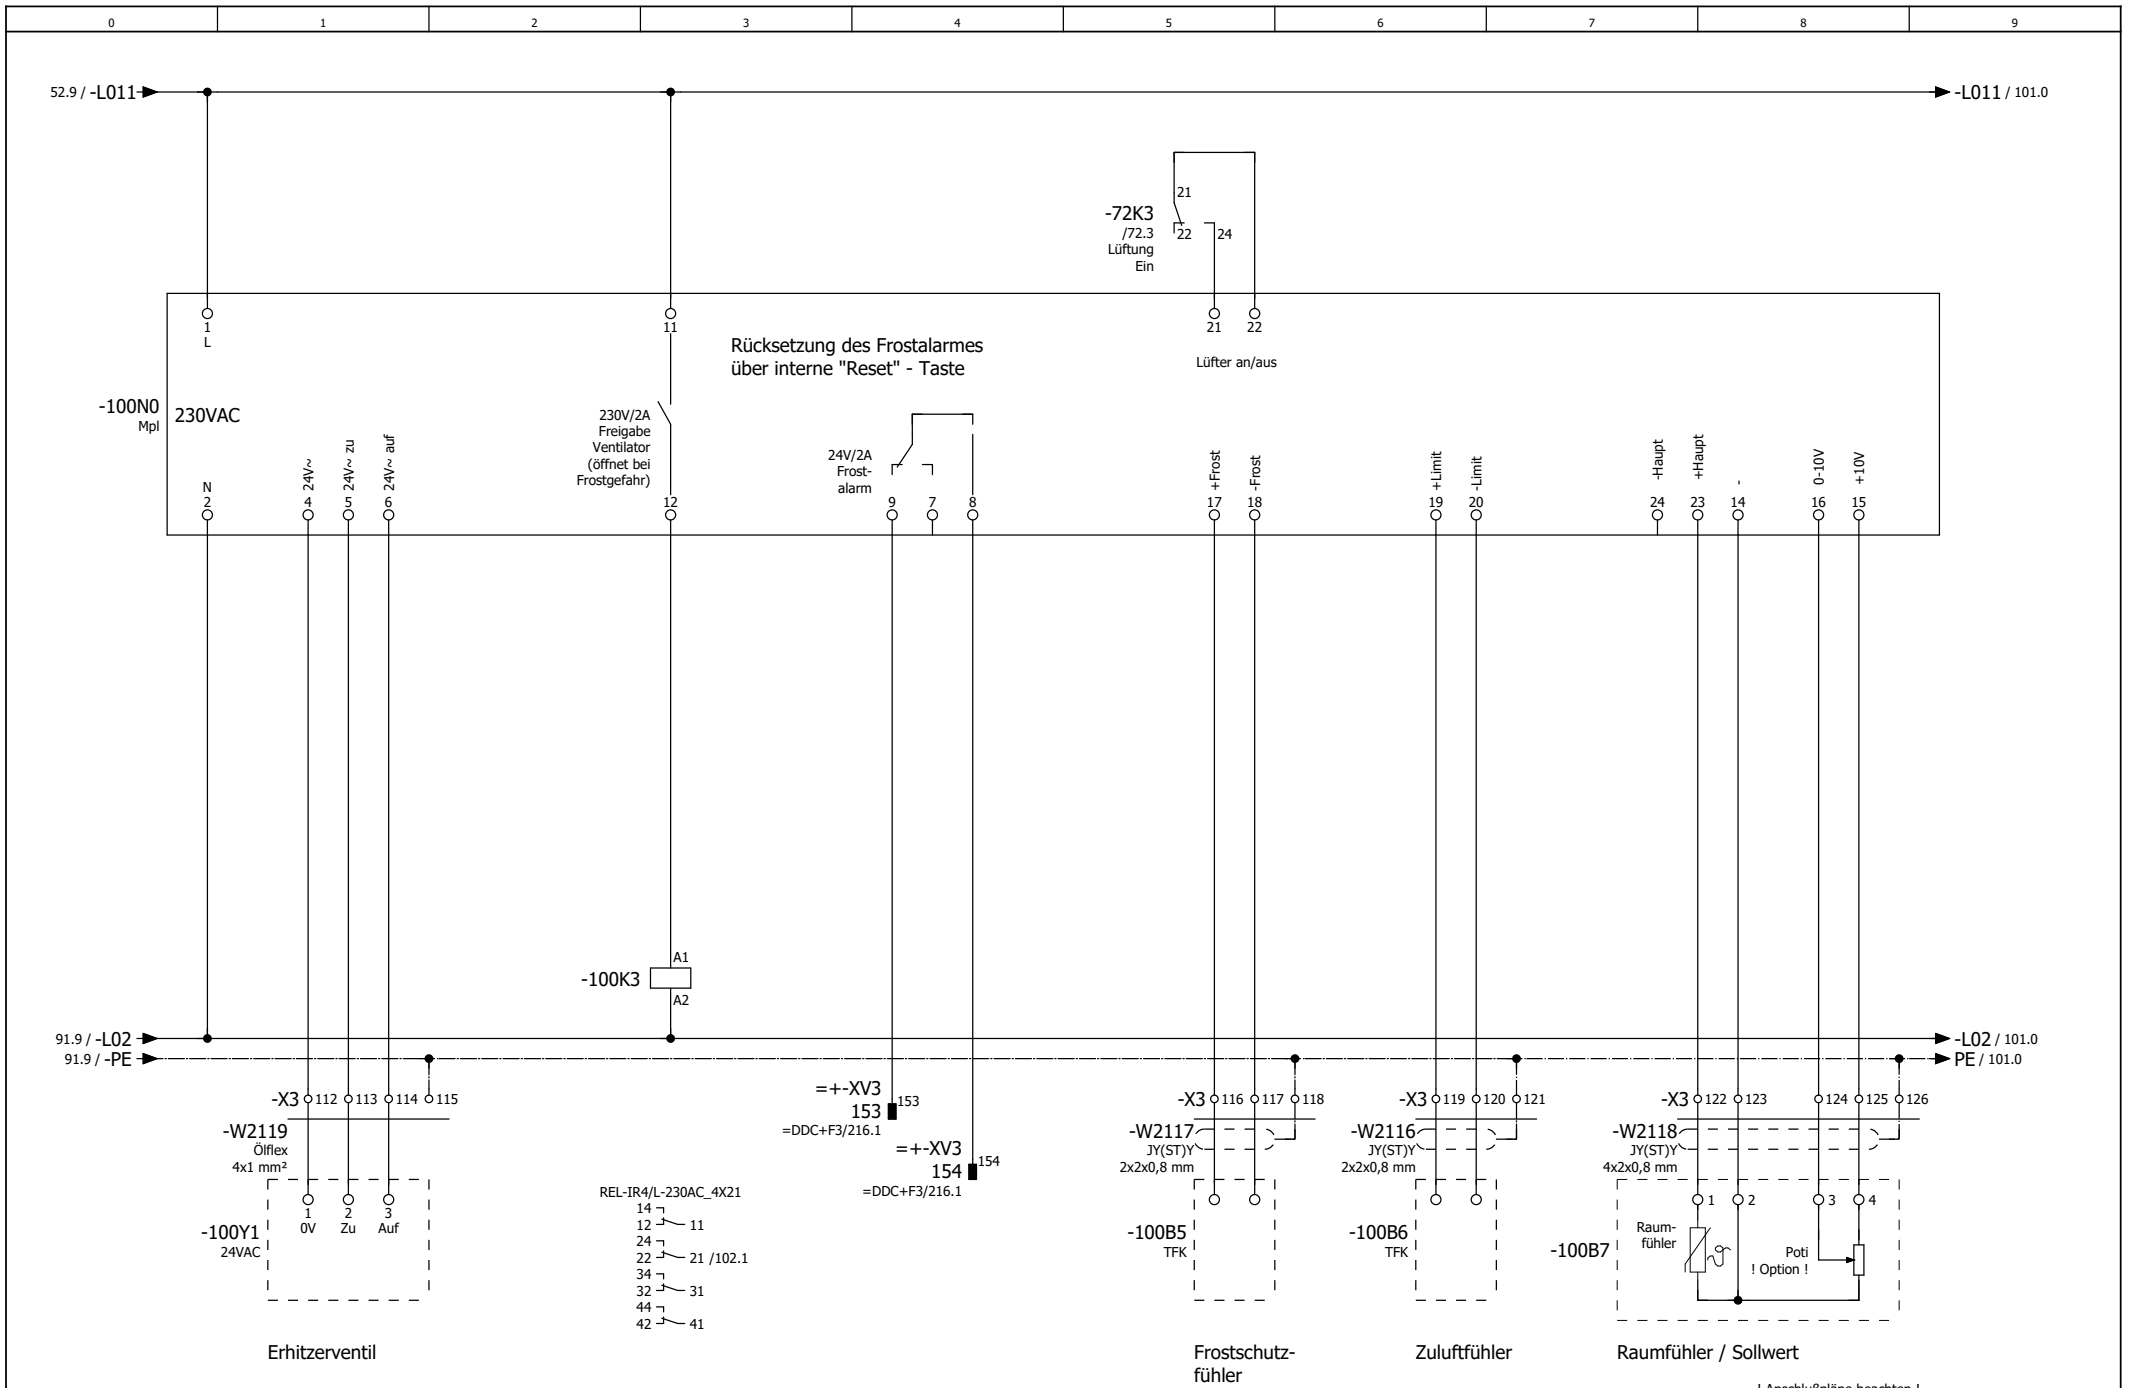 0 1 2 3 4 5 6 7 8 9
52.9 / -L011
-L011 / 101.0
21
-72K3
/72.3
22 24
Lüftung
Ein
1
L
11
21 22
Rücksetzung des Frostalarmes
über interne "Reset" - Taste
Lüfter an/aus
-100N0
Mpl
230VAC
24V~
24V~ zu
24V~ auf
230V/2A
Freigabe
Ventilator
(öffnet bei
Frostgefahr)
24V/2A
Frost-
alarm
+Frost
-Frost
+Limit
-Limit
-Haupt
+Haupt
-
0-10V
+10V
N
2 4 5 6 12 9 7 8 17 18 19 20 24 23 14 16 15
A1
-100K3
A2
91.9 / -L02
-L02 / 101.0
91.9 / -PE
PE / 101.0
-X3 112 113 114 115
=+-XV3
153 153
=DDC+F3/216.1
=+-XV3
154 154
=DDC+F3/216.1
-X3 116 117 118
-X3 119 120 121
-X3 122 123 124 125 126
-W2119
Ölflex
4x1 mm²
-W2117
JY(ST)Y
2x2x0,8 mm
-W2116
JY(ST)Y
2x2x0,8 mm
-W2118
JY(ST)Y
4x2x0,8 mm
1 2 3
0V Zu Auf
-100Y1
24VAC
REL-IR4/L-230AC_4X21
14
12 11
24
22 21 /102.1
34
32 31
44
42 41
-100B5
TFK
-100B6
TFK
1 2 3 4
-100B7
Raum-
fühler
Poti
! Option !
Erhitzerventil
Frostschutz-
fühler
Zuluftfühler
Raumfühler / Sollwert
! Anschlußpläne beachten !